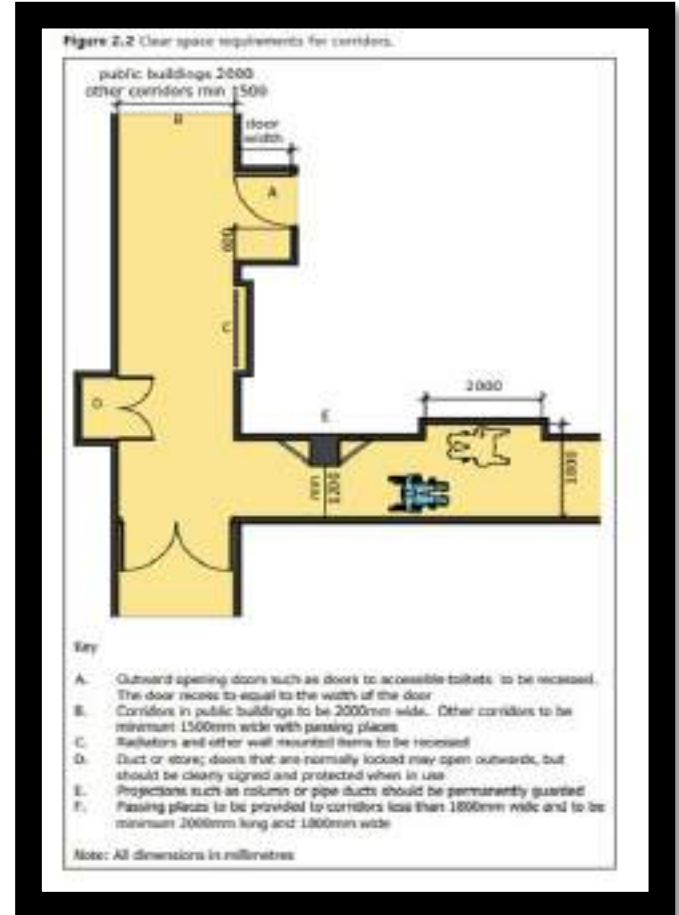 Figure 2.2 Clear space requirements for corridors.
public buildings 2000
other corridors min 1500
B
door
width
A
600
C
D
E
2000
min
1200
1800
Key
A. Outward opening doors such as doors to accessible toilets to be recessed.
The door recess to equal to the width of the door
B. Corridors in public buildings to be 2000mm wide. Other corridors to be
minimum 1500mm wide with passing places
C. Radiators and other wall mounted items to be recessed
D. Duct or store; doors that are normally locked may open outwards, but
should be clearly signed and protected when in use
E. Projections such as column or pipe ducts should be permanently guarded
F. Passing places to be provided to corridors less than 1800mm wide and to be
minimum 2000mm long and 1800mm wide
Note: All dimensions in millimetres